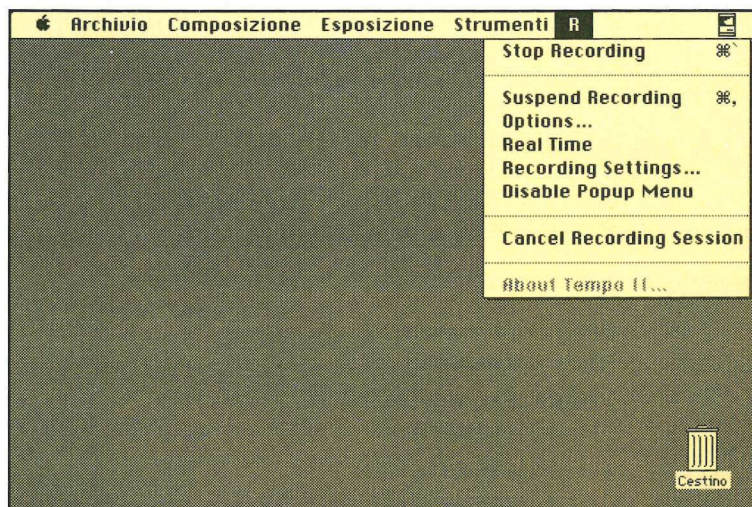 Archivio Composizione Esposizione Strumenti R
Stop Recording ⌘`
Suspend Recording ⌘,
Options...
Real Time
Recording Settings...
Disable Popup Menu
Cancel Recording Session
About Tempo II...
Cestino